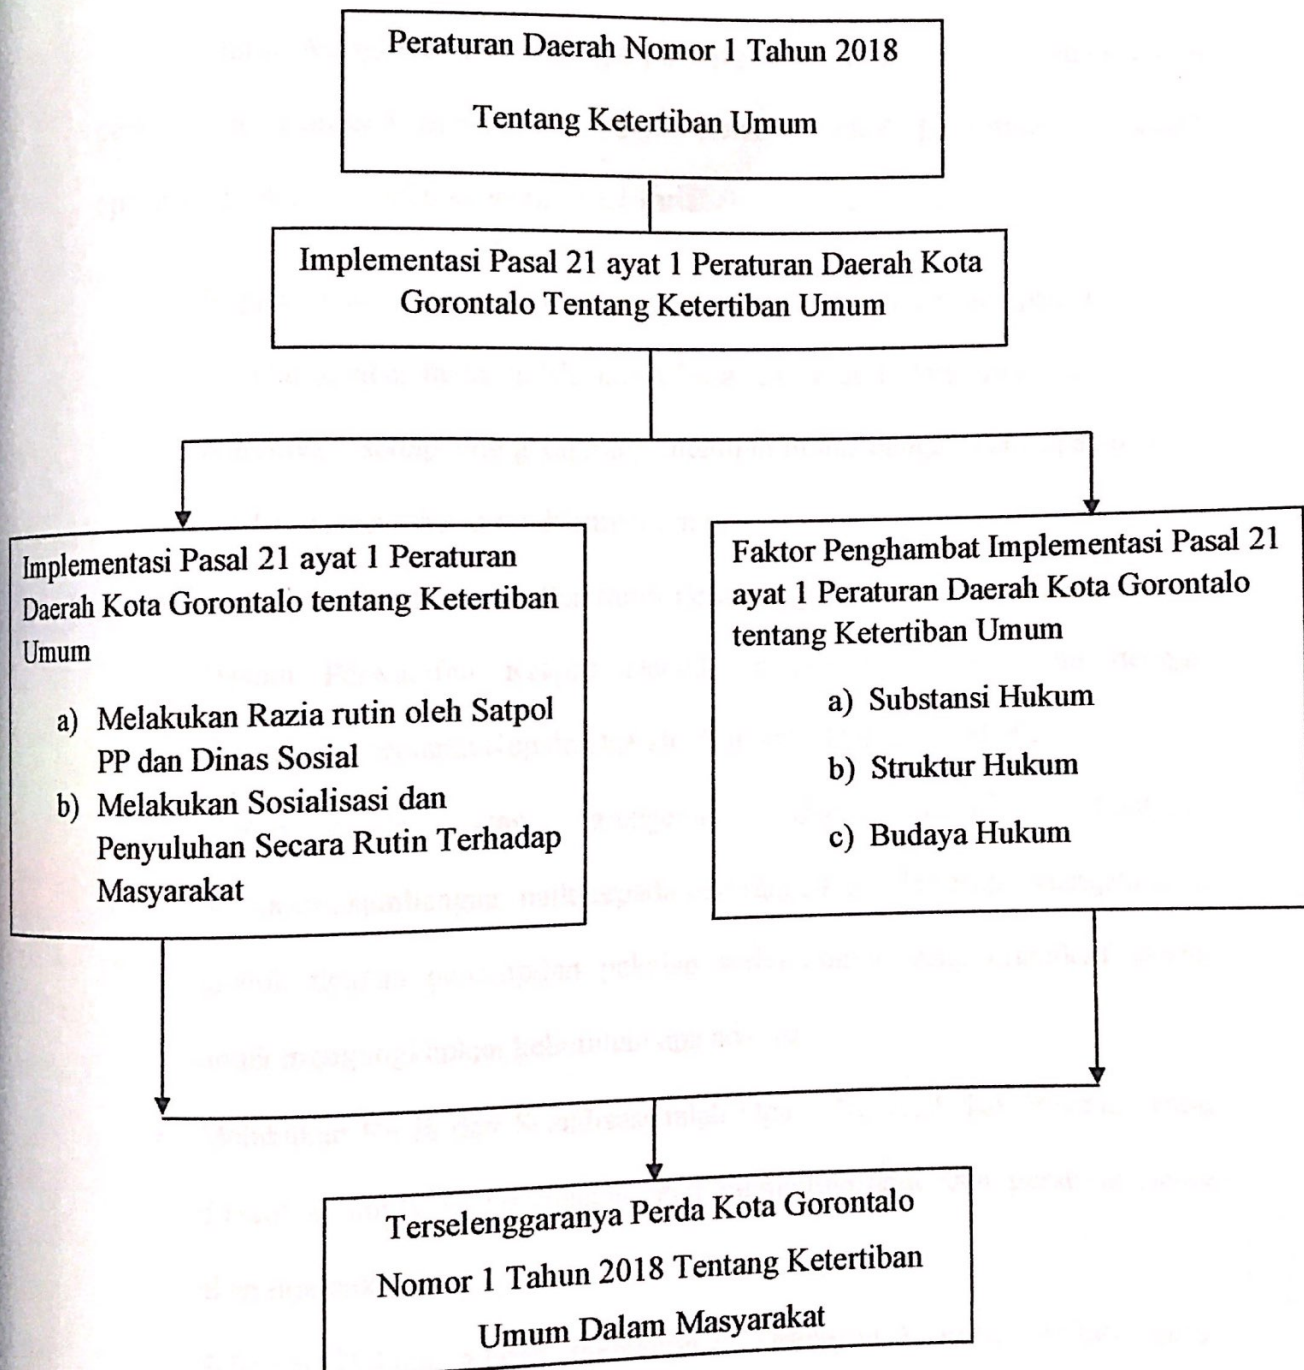 Peraturan Daerah Nomor 1 Tahun 2018
Tentang Ketertiban Umum
Implementasi Pasal 21 ayat 1 Peraturan Daerah Kota
Gorontalo Tentang Ketertiban Umum
Implementasi Pasal 21 ayat 1 Peraturan
Daerah Kota Gorontalo tentang Ketertiban
Umum
a) Melakukan Razia rutin oleh Satpol
PP dan Dinas Sosial
b) Melakukan Sosialisasi dan
Penyuluhan Secara Rutin Terhadap
Masyarakat
Faktor Penghambat Implementasi Pasal 21
ayat 1 Peraturan Daerah Kota Gorontalo
tentang Ketertiban Umum
a) Substansi Hukum
b) Struktur Hukum
c) Budaya Hukum
Terselenggaranya Perda Kota Gorontalo
Nomor 1 Tahun 2018 Tentang Ketertiban
Umum Dalam Masyarakat